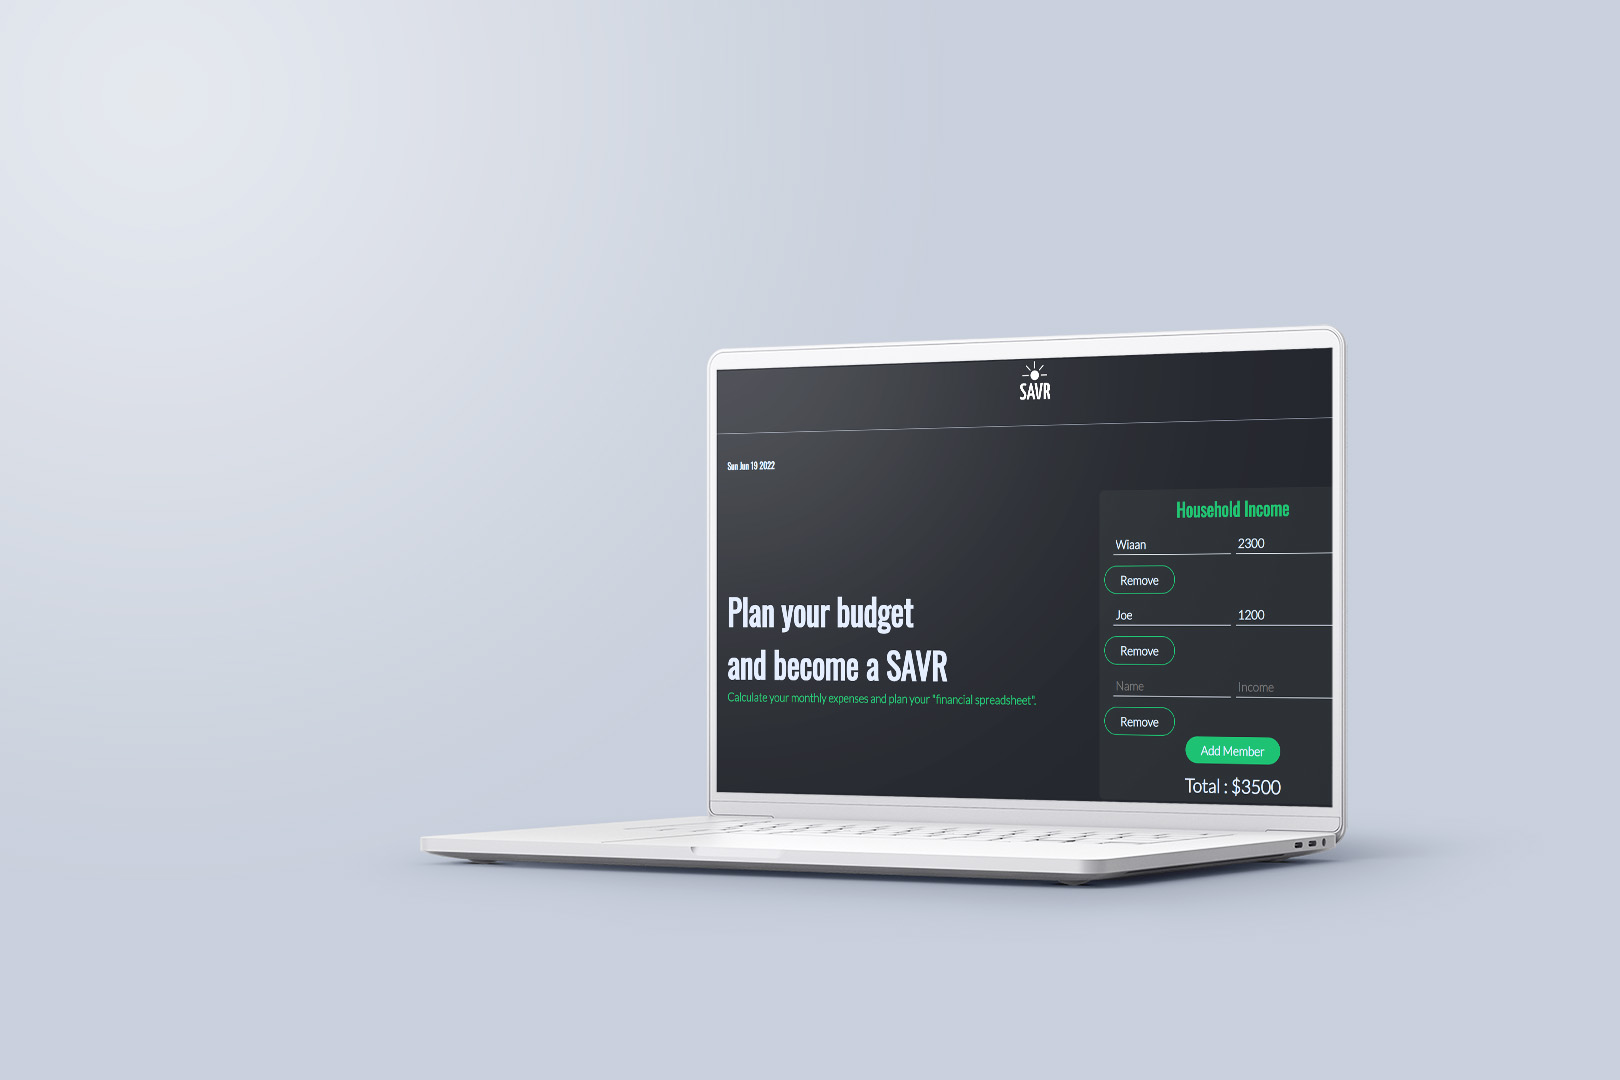 SAVR
Sun Jun 19 2022
Plan your budget
and become a SAVR
Calculate your monthly expenses and plan your "financial spreadsheet".
Household Income
Wiaan 2300
Remove
Joe 1200
Remove
Name Income
Remove
Add Member
Total : $3500